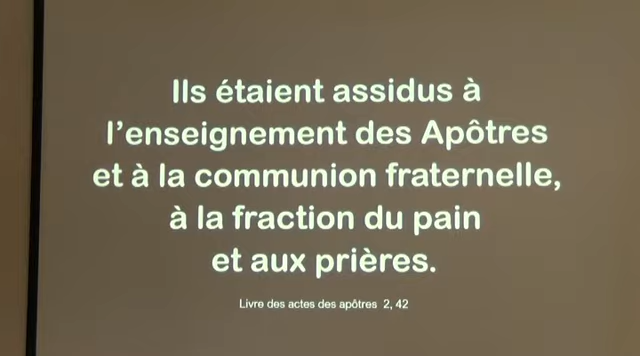 Ils étaient assidus à
l’enseignement des Apôtres
et à la communion fraternelle,
à la fraction du pain
et aux prières.
Livre des actes des apôtres 2, 42